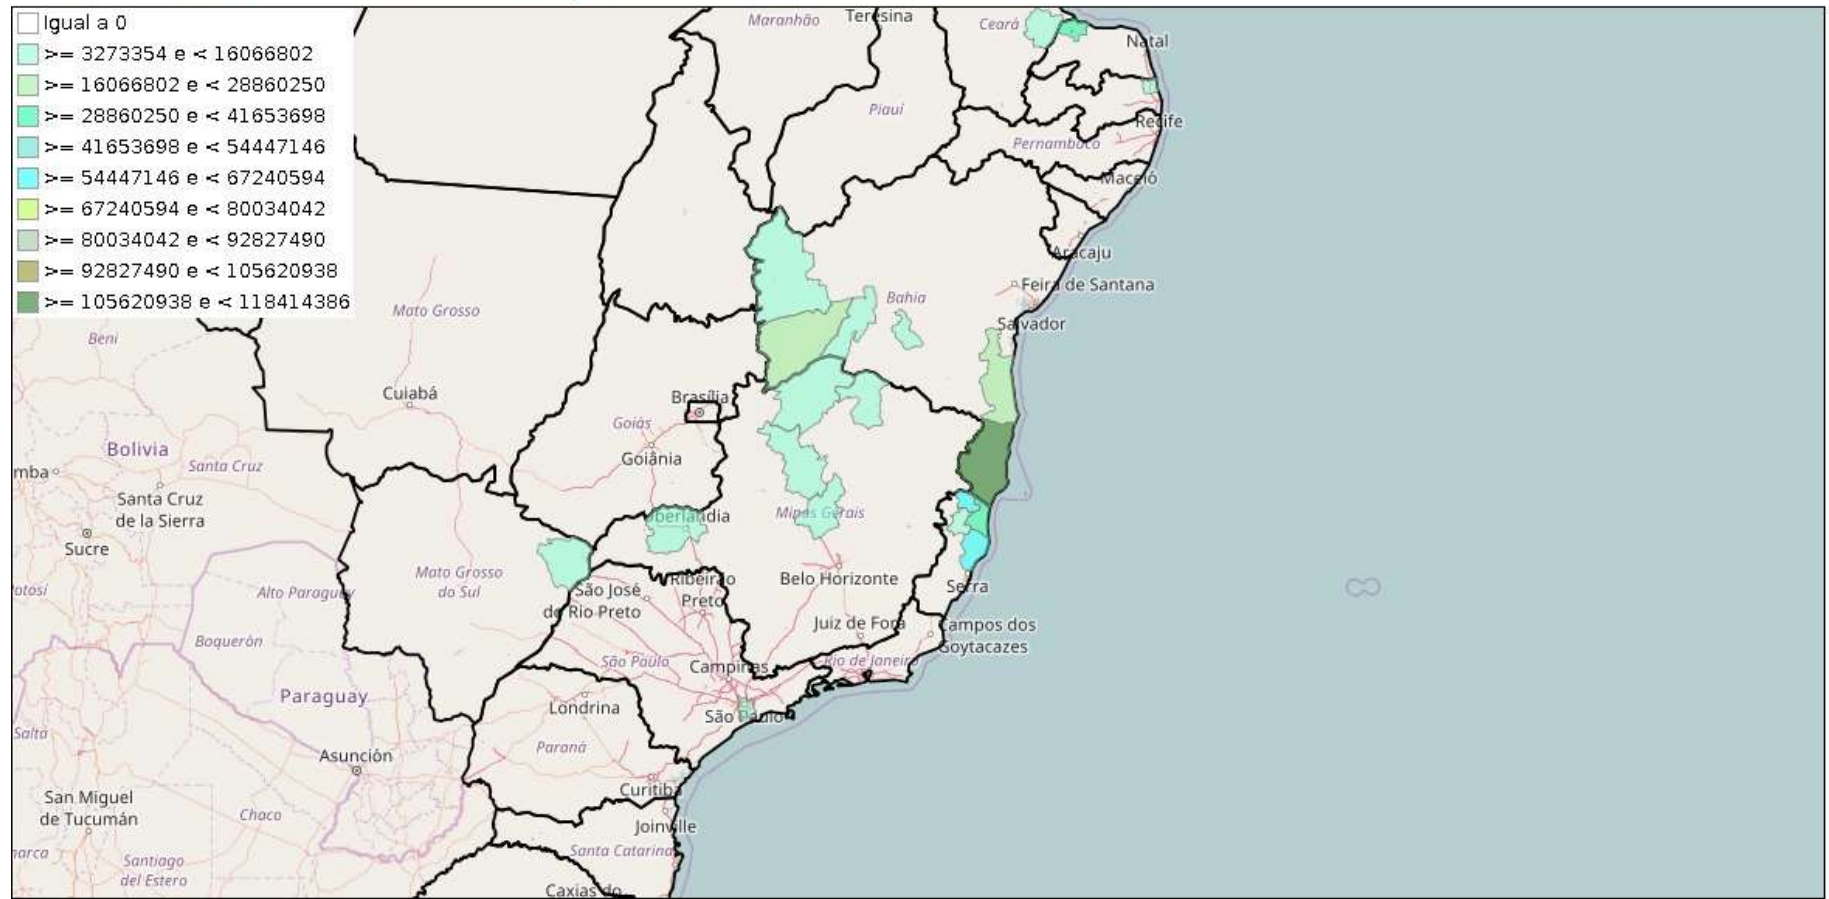 Igual a 0
>= 3273354 e < 16066802
>= 16066802 e < 28860250
>= 28860250 e < 41653698
>= 41653698 e < 54447146
>= 54447146 e < 67240594
>= 67240594 e < 80034042
>= 80034042 e < 92827490
>= 92827490 e < 105620938
>= 105620938 e < 118414386
Maranhão
Teresina
Ceará
Natal
Piauí
Recife
Pernambuco
Maceió
Aracaju
Feira de Santana
Bahia
Salvador
Mato Grosso
Beni
Cuiabá
Brasília
Goiás
Goiânia
Bolivia
Santa Cruz
mba
Santa Cruz
de la Sierra
Sucre
Uberlândia
Minas Gerais
Mato Grosso
do Sul
Belo Horizonte
Serra
Ribeirão
Preto
São José
do Rio Preto
otosí
Alto Paraguay
Juiz de Fora
Campos dos
Goytacazes
Boquerón
São Paulo
Campinas
Rio de Janeiro
Paraguay
Londrina
São Paulo
Salta
Paraná
Asunción
Curitiba
San Miguel
de Tucumán
Chaco
Joinville
marca
Santiago
del Estero
Santa Catarina
Caxias do